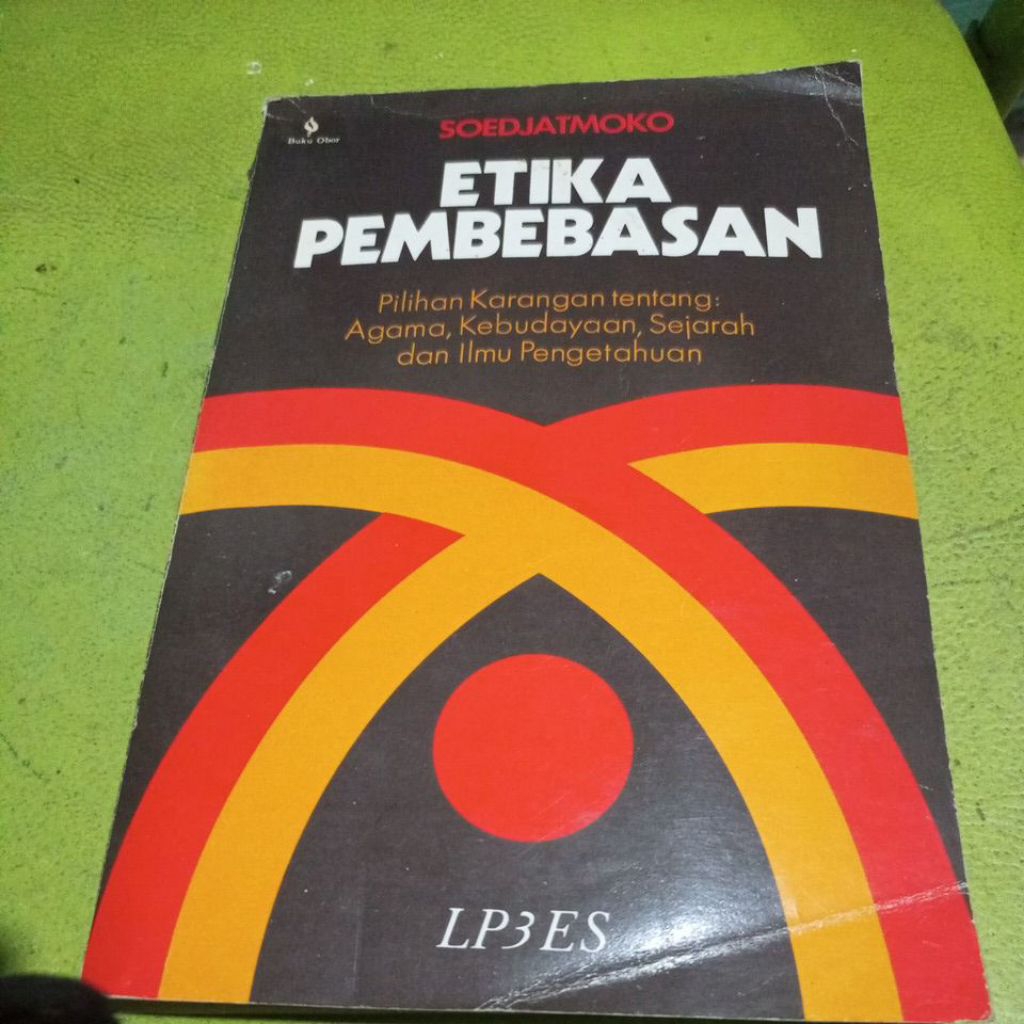 Buku Obor
SOEDJATMOKO
ETIKA
PEMBEBASAN
Pilihan Karangan tentang:
Agama, Kebudayaan, Sejarah
dan Ilmu Pengetahuan
LP3ES